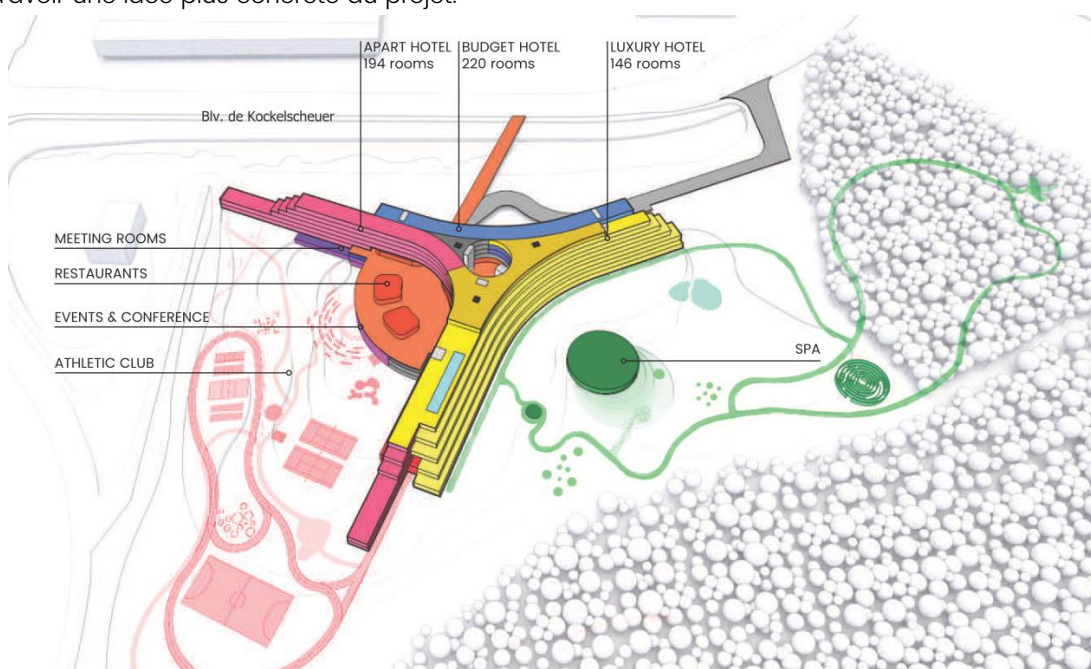 d'avoir une idée plus concrète du projet.
APART HOTEL
194 rooms
BUDGET HOTEL
220 rooms
LUXURY HOTEL
146 rooms
Blv. de Kockelscheuer
MEETING ROOMS
RESTAURANTS
EVENTS & CONFERENCE
ATHLETIC CLUB
SPA